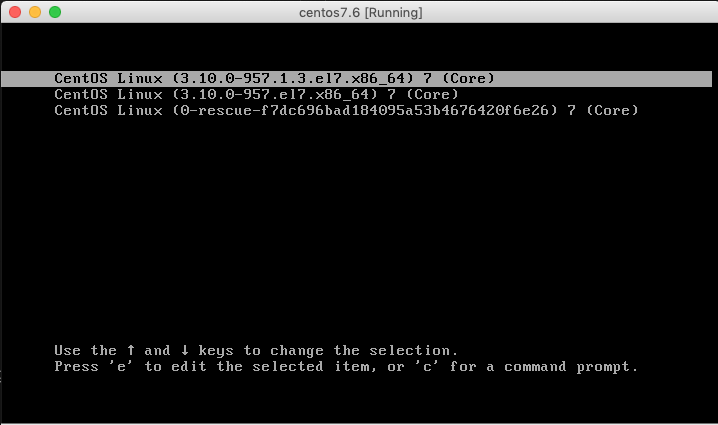 centos7.6 [Running]
CentOS Linux (3.10.0-957.1.3.el7.x86_64) 7 (Core)
CentOS Linux (3.10.0-957.el7.x86_64) 7 (Core)
CentOS Linux (0-rescue-f7dc696bad184095a53b4676420f6e26) 7 (Core)
Use the ↑ and ↓ keys to change the selection.
Press 'e' to edit the selected item, or 'c' for a command prompt.